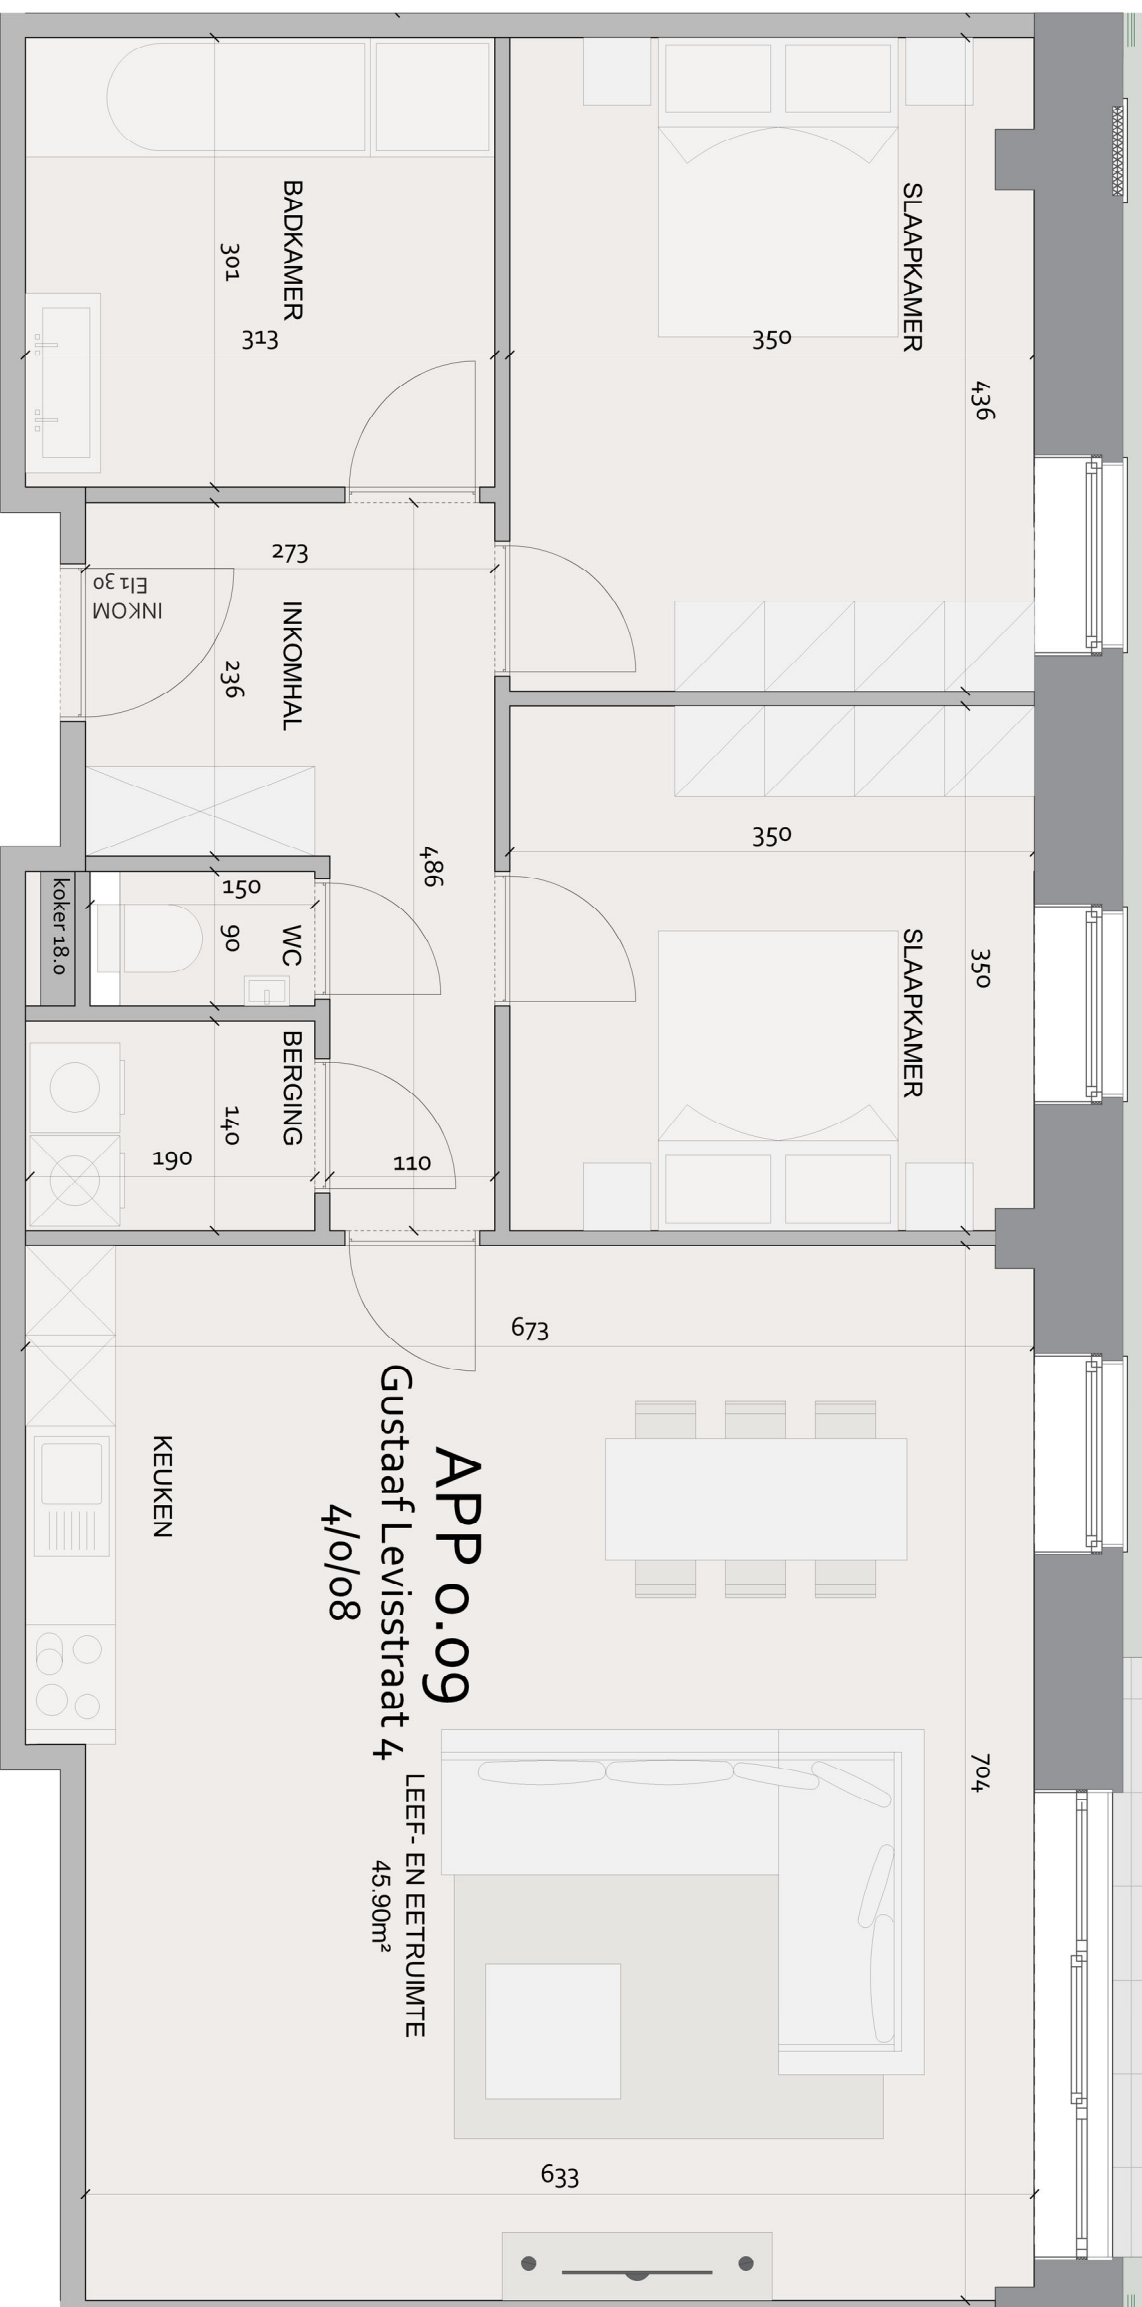 BADKAMER
301
313
SLAAPKAMER
350
436
273
INKOM
EI1 30
INKOMHAL
236
486
350
SLAAPKAMER
350
koker 18.0
150
WC
90
BERGING
140
190
110
673
KEUKEN
APP 0.09
Gustaaf Levisstraat 4
4/0/08
704
LEEF- EN EETRUIMTE
45.90m²
633